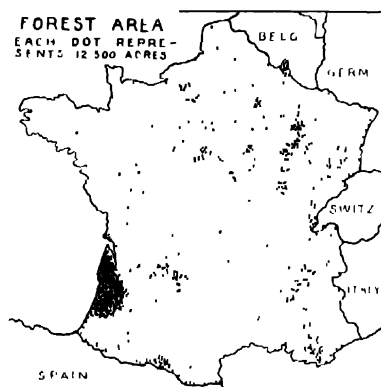 FOREST AREA
EACH DOT REPRE-
SENTS 12 500 ACRES
BELG
GERM
SWITZ
ITALY
SPAIN